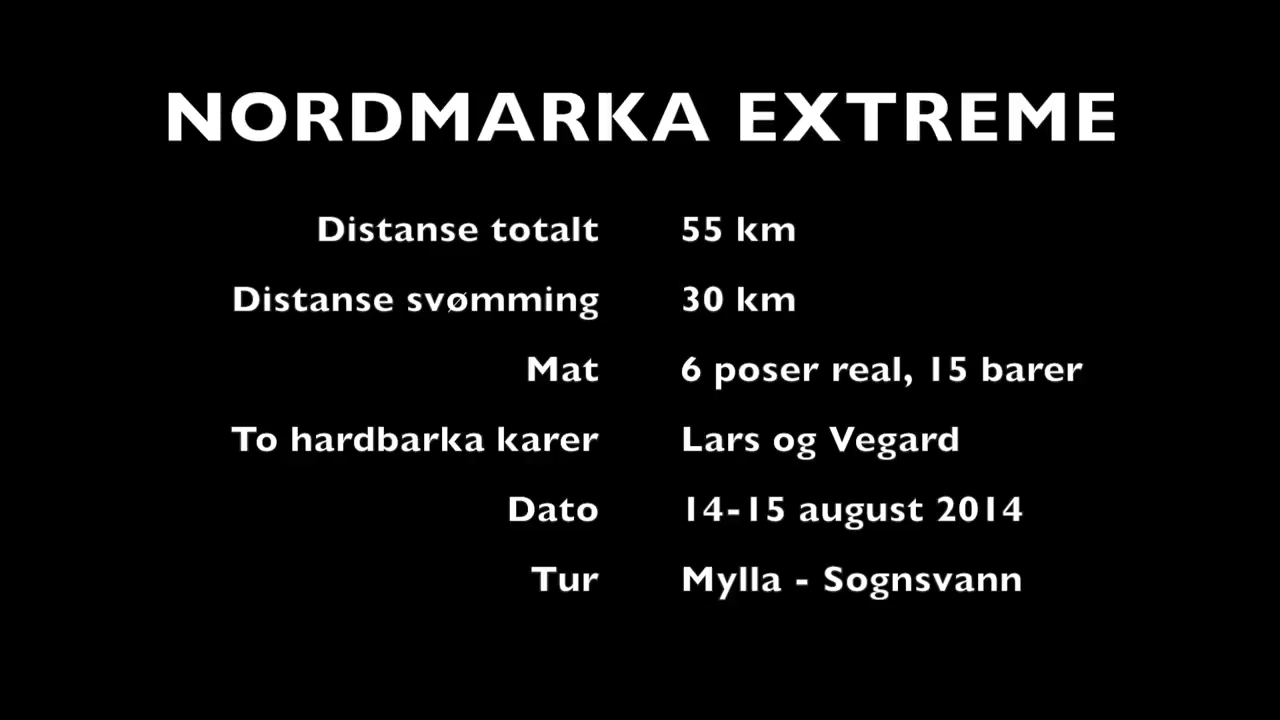 NORDMARKA EXTREME
Distanse totalt 55 km
Distanse svømming 30 km
Mat 6 poser real, 15 barer
To hardbarka karer Lars og Vegard
Dato 14-15 august 2014
Tur Mylla - Sognsvann